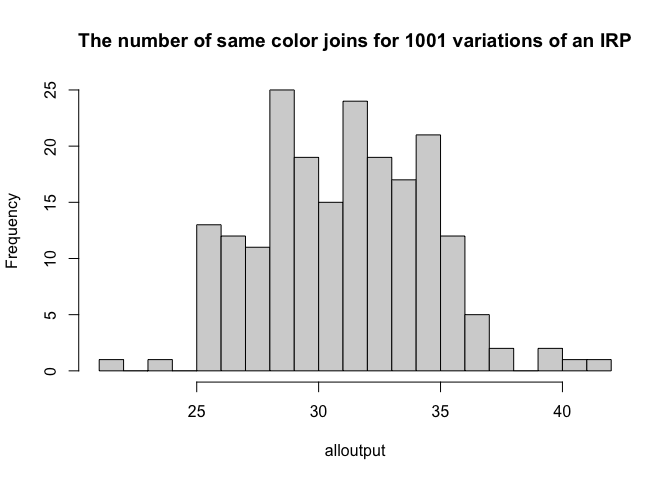 The number of same color joins for 1001 variations of an IRP
25
20
15
10
5
0
Frequency
25 30 35 40
alloutput